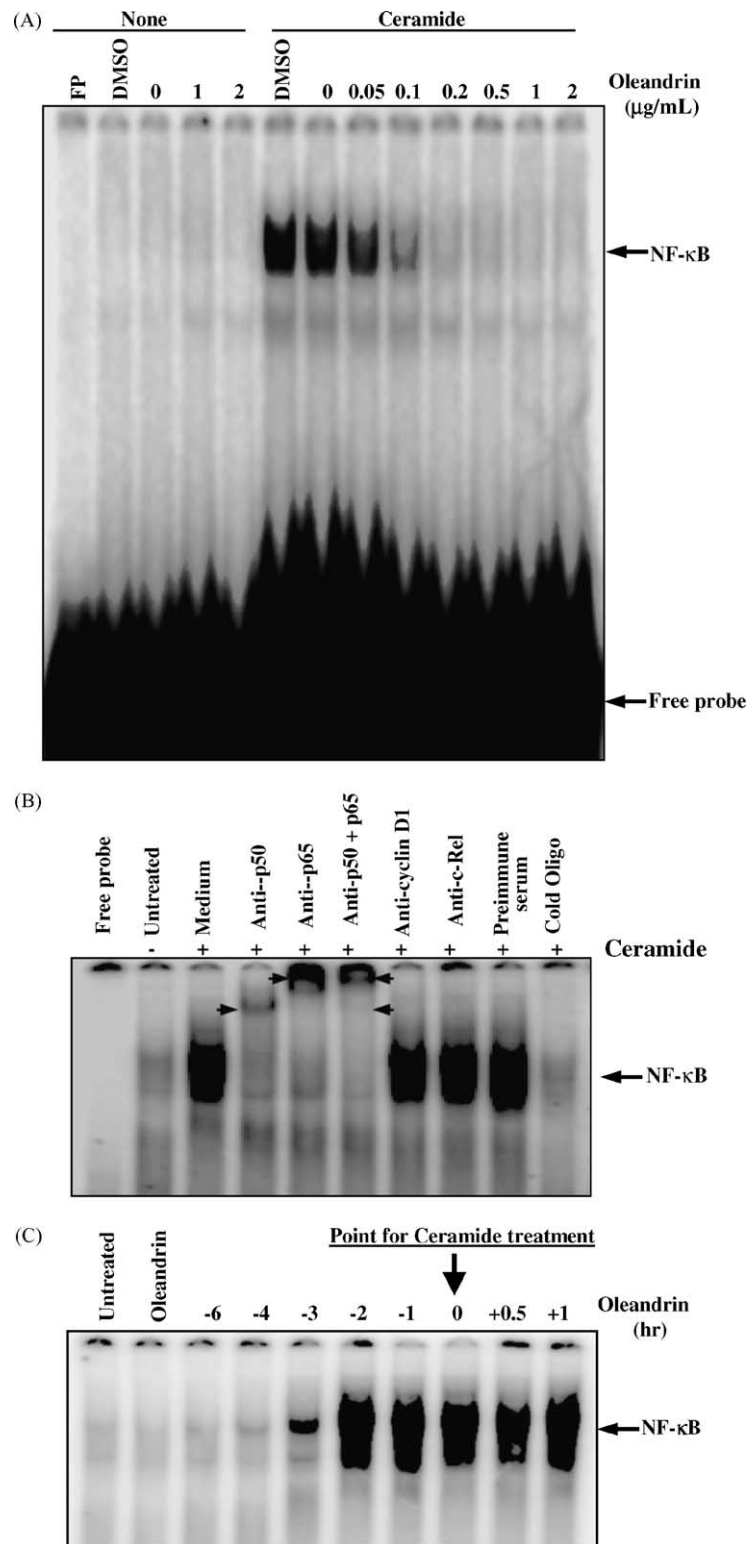 (A)
None
Ceramide
FP DMSO 0 1 2 DMSO 0 0.05 0.1 0.2 0.5 1 2
Oleandrin
(μg/mL)
NF-κB
Free probe
(B)
Free probe
Untreated
Medium
Anti--p50
Anti--p65
Anti-p50 + p65
Anti-cyclin D1
Anti-c-Rel
Preimmune
serum
Cold Oligo
- + + + + + + + + Ceramide
NF-κB
(C)
Point for Ceramide treatment
Untreated
Oleandrin
-6 -4 -3 -2 -1 0 +0.5 +1
Oleandrin
(hr)
NF-κB